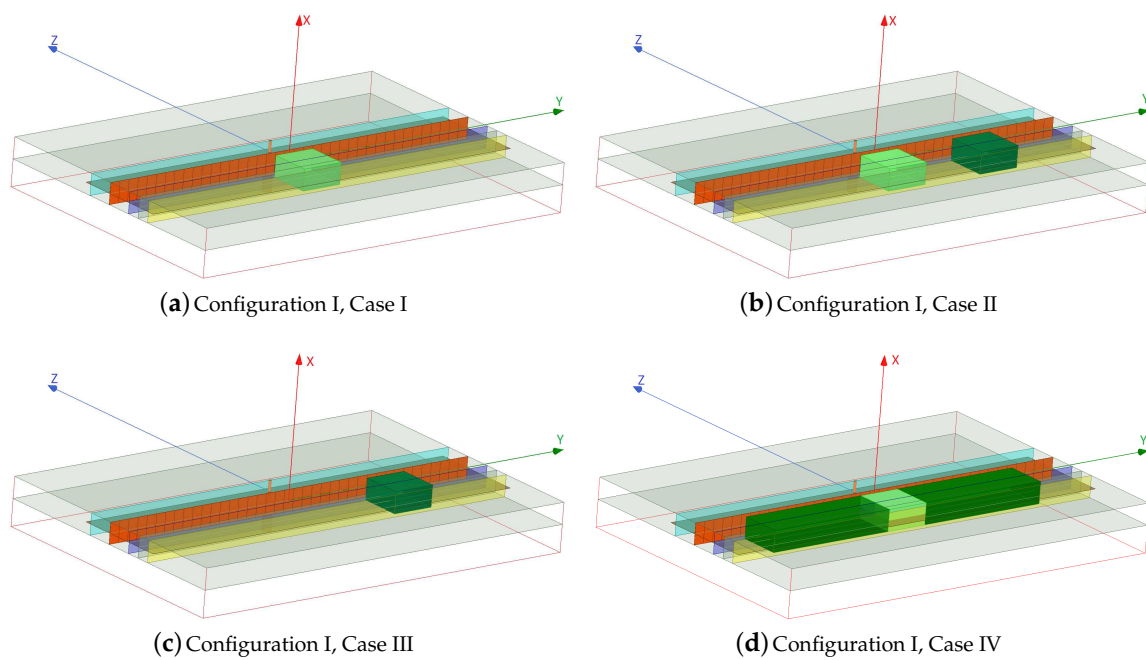 Z X Y Z X Y
(a) Configuration I, Case I (b) Configuration I, Case II
Z X Y Z X Y
(c) Configuration I, Case III (d) Configuration I, Case IV